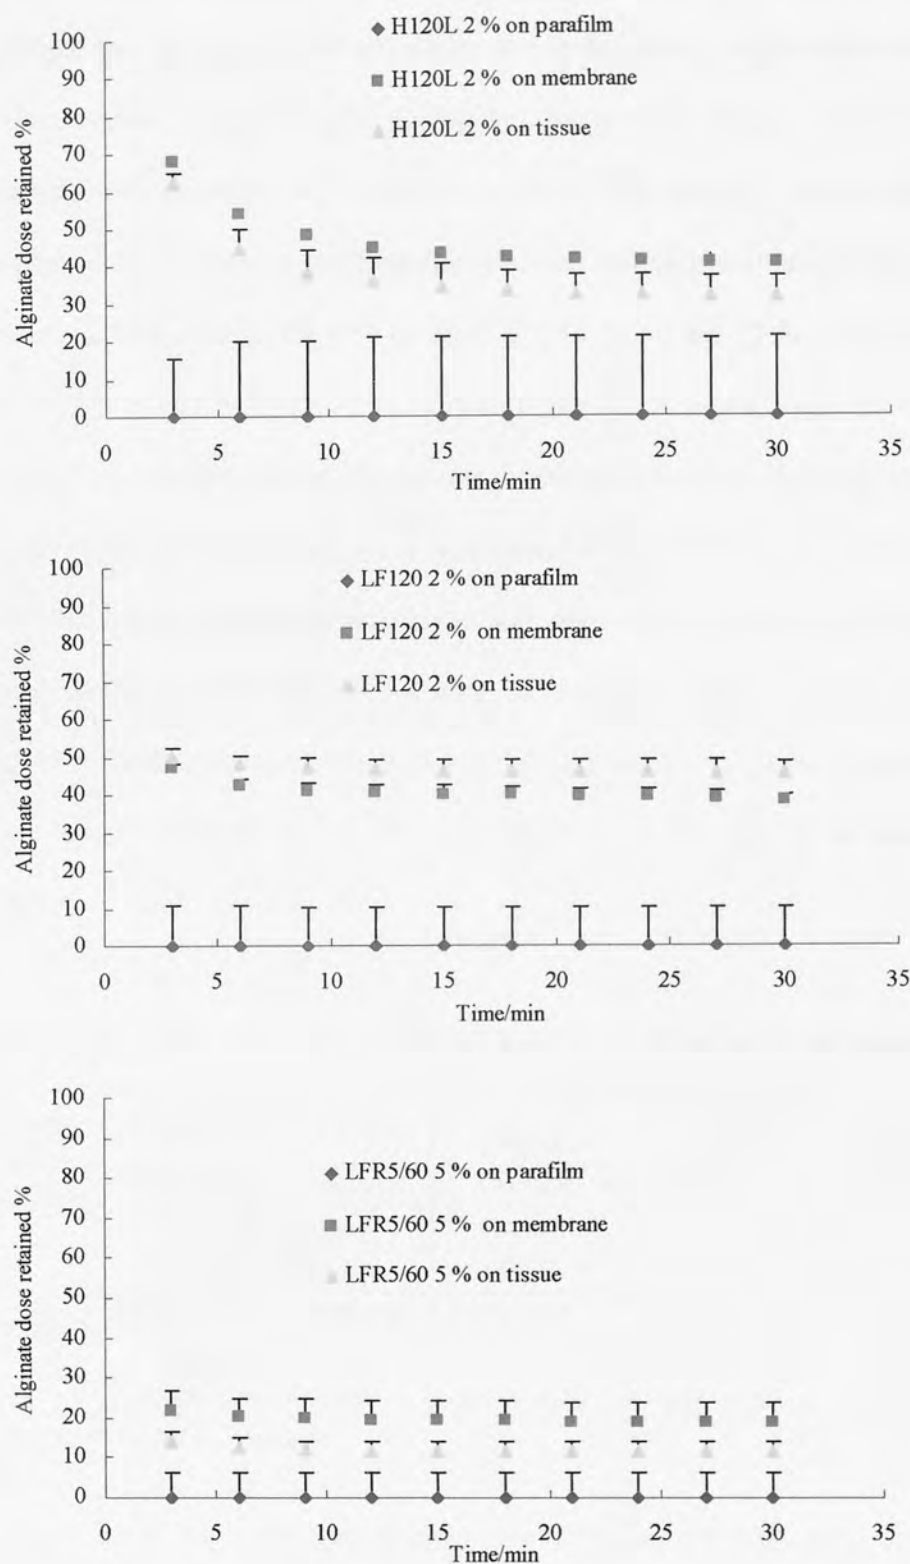 H120L 2 % on parafilm
H120L 2 % on membrane
H120L 2 % on tissue
Alginate dose retained %
100
90
80
70
60
50
40
30
20
10
0
0 5 10 15 20 25 30 35
Time/min
LF120 2 % on parafilm
LF120 2 % on membrane
LF120 2 % on tissue
Alginate dose retained %
100
90
80
70
60
50
40
30
20
10
0
0 5 10 15 20 25 30 35
Time/min
LFR5/60 5 % on parafilm
LFR5/60 5 % on membrane
LFR5/60 5 % on tissue
Alginate dose retained %
100
90
80
70
60
50
40
30
20
10
0
0 5 10 15 20 25 30 35
Time/min